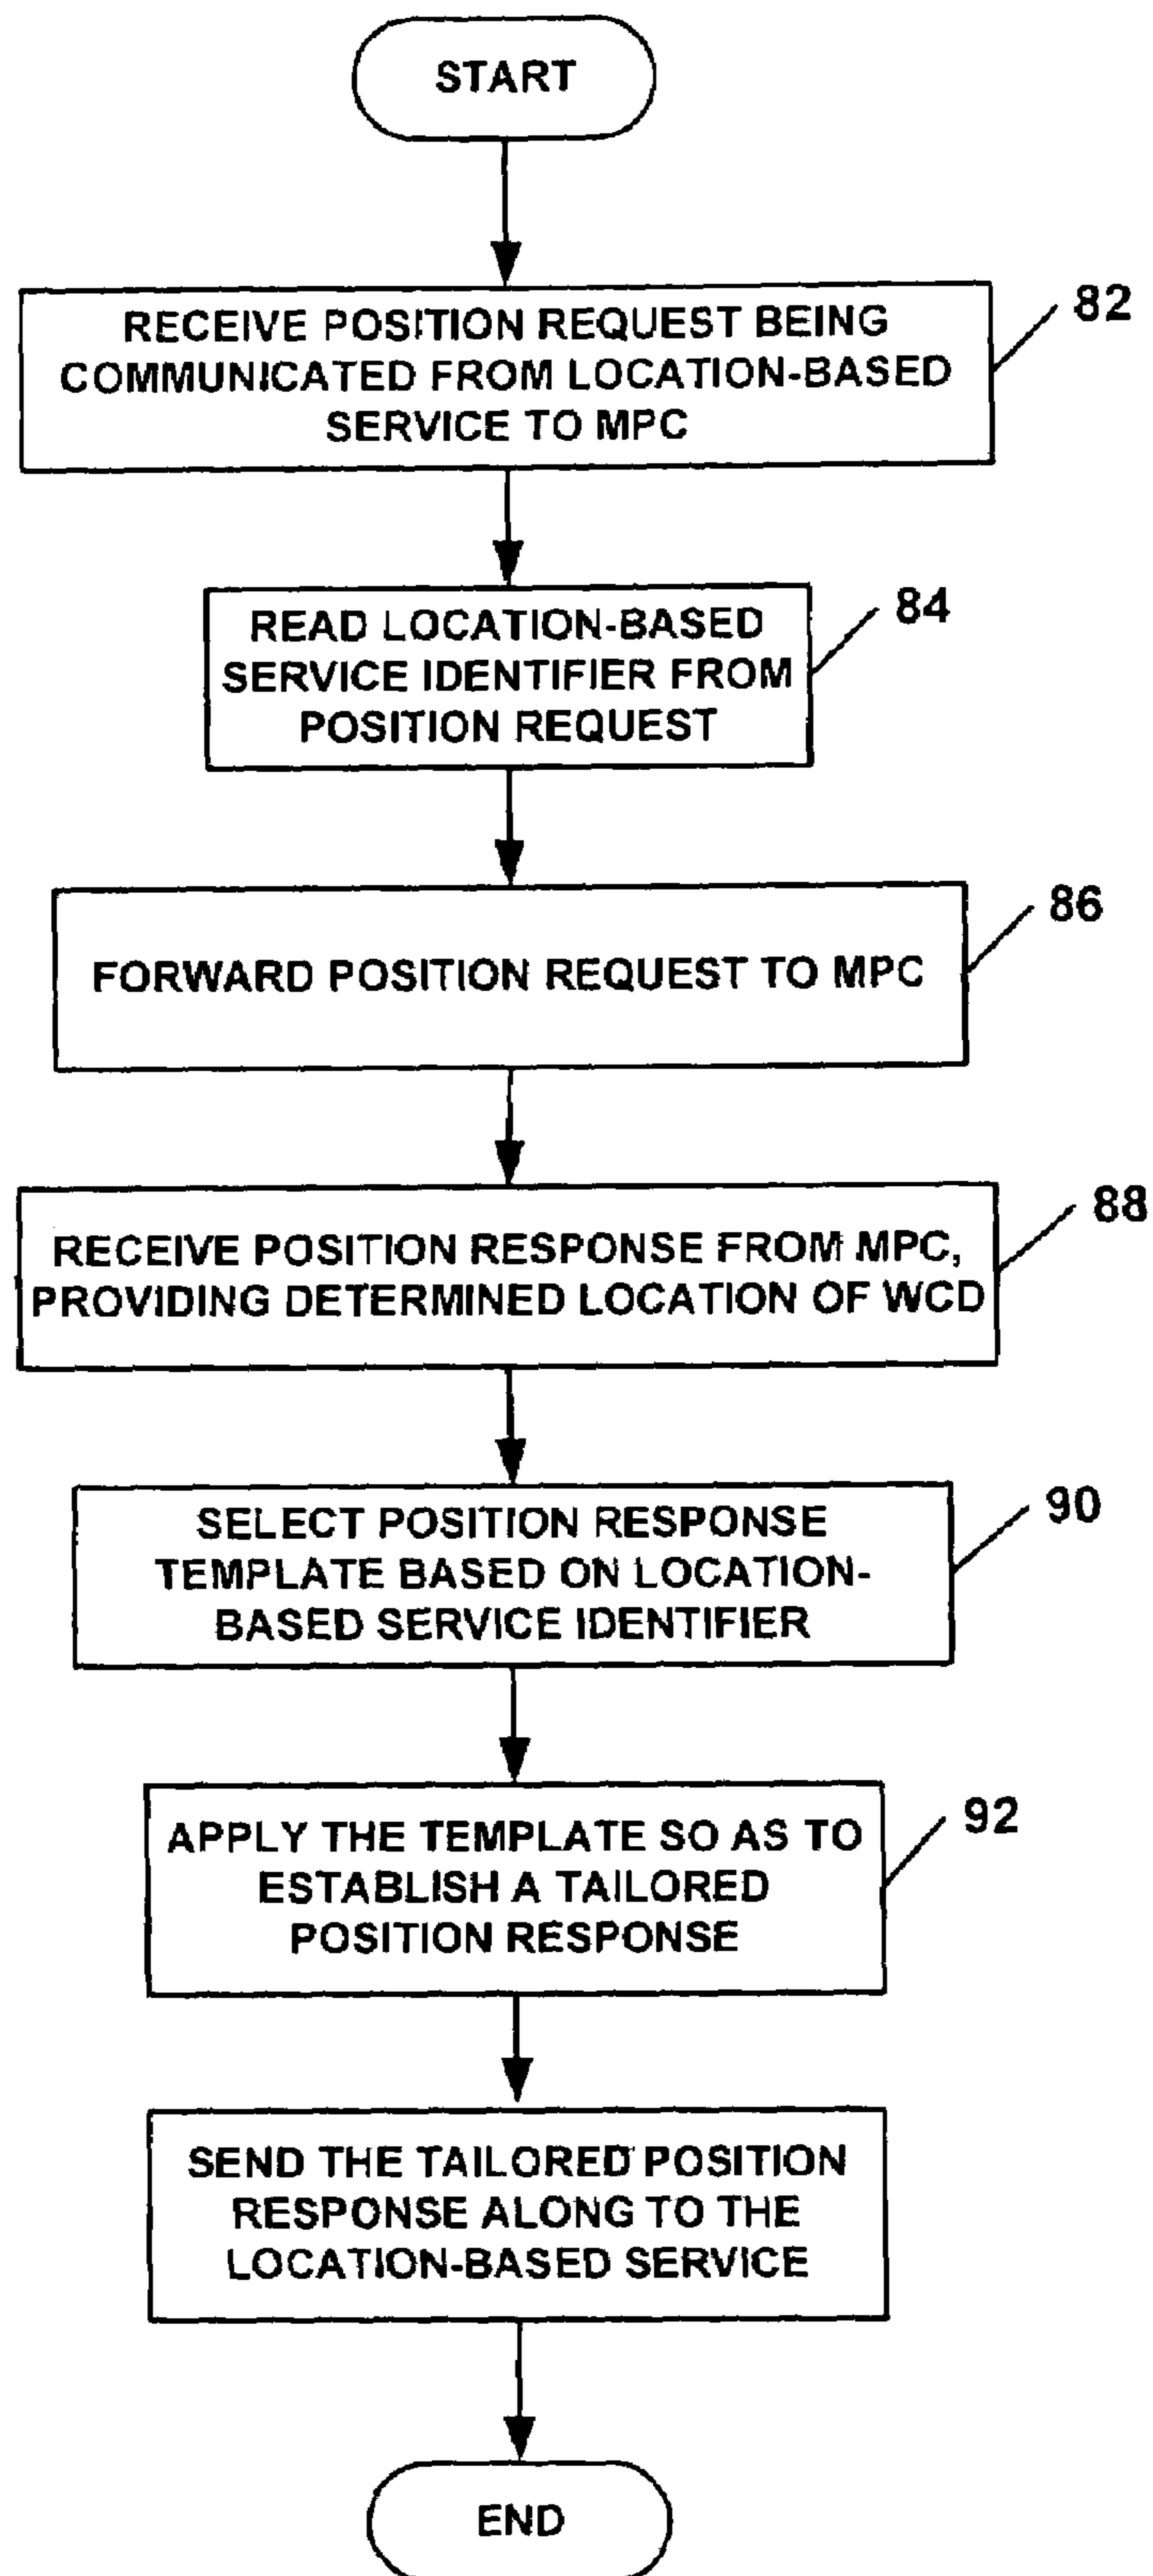 START
RECEIVE POSITION REQUEST BEING
COMMUNICATED FROM LOCATION-BASED
SERVICE TO MPC
82
READ LOCATION-BASED
SERVICE IDENTIFIER FROM
POSITION REQUEST
84
FORWARD POSITION REQUEST TO MPC
86
RECEIVE POSITION RESPONSE FROM MPC,
PROVIDING DETERMINED LOCATION OF WCD
88
SELECT POSITION RESPONSE
TEMPLATE BASED ON LOCATION-
BASED SERVICE IDENTIFIER
90
APPLY THE TEMPLATE SO AS TO
ESTABLISH A TAILORED
POSITION RESPONSE
92
SEND THE TAILORED POSITION
RESPONSE ALONG TO THE
LOCATION-BASED SERVICE
END